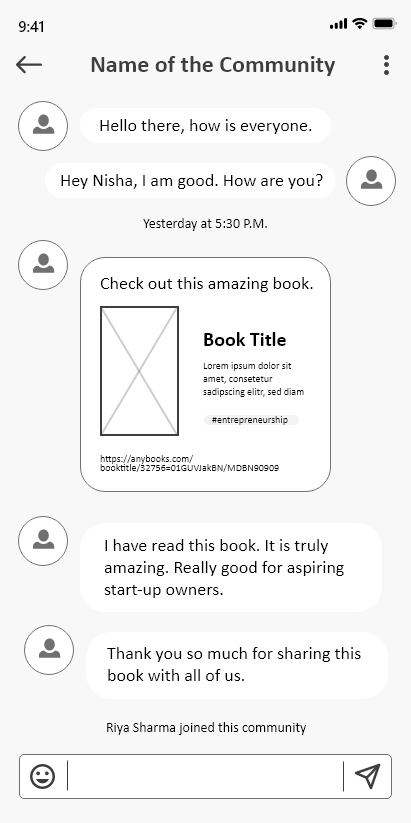 9:41
Name of the Community
Hello there, how is everyone.
Hey Nisha, I am good. How are you?
Yesterday at 5:30 P.M.
Check out this amazing book.
Book Title
Lorem ipsum dolor sit
amet, consetetur
sadipscing elitr, sed diam
#entrepreneurship
https://anybooks.com/
booktitle/32756=01GUVJakBN/MDBN90909
I have read this book. It is truly
amazing. Really good for aspiring
start-up owners.
Thank you so much for sharing this
book with all of us.
Riya Sharma joined this community